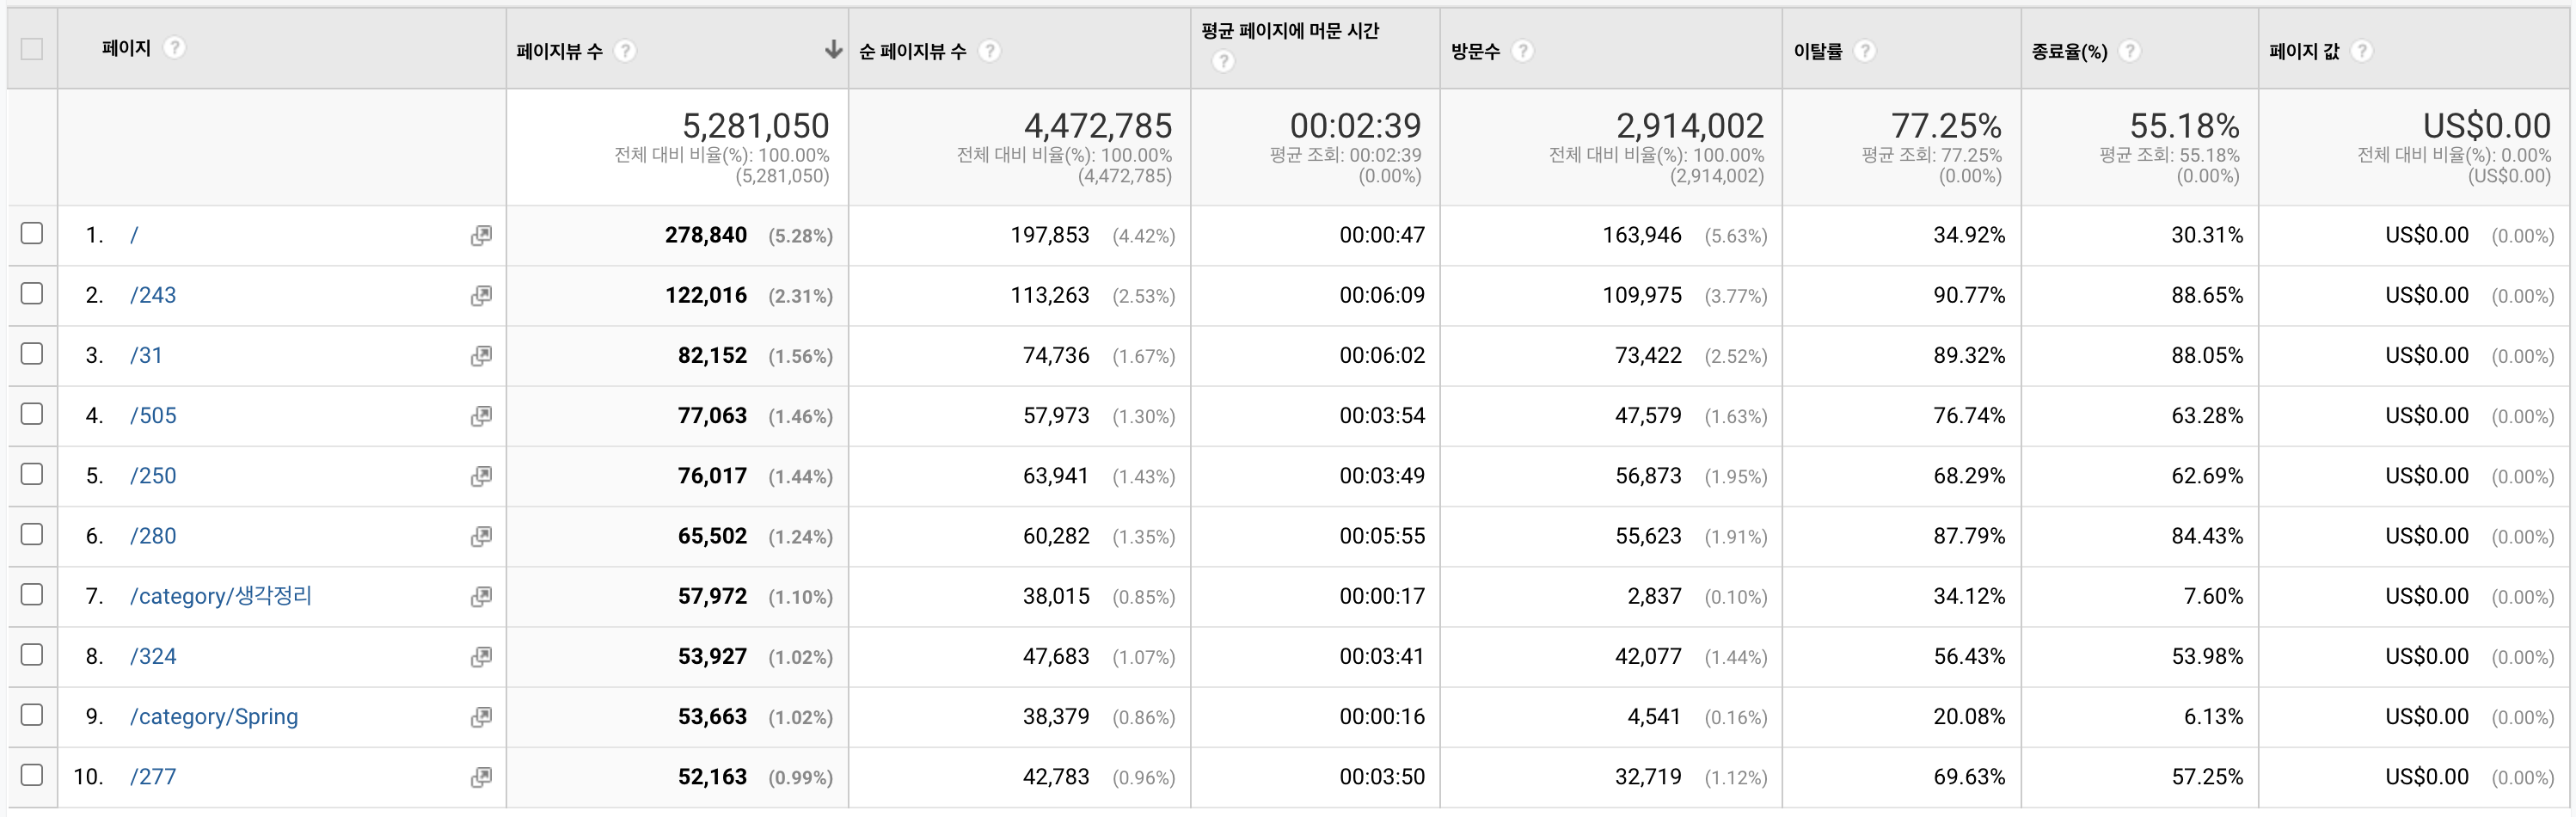 페이지 ? 페이지뷰 수 ? 순 페이지뷰 수 ? 평균 페이지에 머문 시간 ? 방문수 ? 이탈률 ? 종료율(%) ? 페이지 값 ?
5,281,050 4,472,785 00:02:39 2,914,002 77.25% 55.18% US$0.00
전체 대비 비율(%): 100.00% 전체 대비 비율(%): 100.00% 평균 조회: 00:02:39 전체 대비 비율(%): 100.00% 평균 조회: 77.25% 평균 조회: 55.18% 전체 대비 비율(%): 0.00%
(5,281,050) (4,472,785) (0.00%) (2,914,002) (0.00%) (0.00%) (US$0.00)
1. / 278,840 (5.28%) 197,853 (4.42%) 00:00:47 163,946 (5.63%) 34.92% 30.31% US$0.00 (0.00%)
2. /243 122,016 (2.31%) 113,263 (2.53%) 00:06:09 109,975 (3.77%) 90.77% 88.65% US$0.00 (0.00%)
3. /31 82,152 (1.56%) 74,736 (1.67%) 00:06:02 73,422 (2.52%) 89.32% 88.05% US$0.00 (0.00%)
4. /505 77,063 (1.46%) 57,973 (1.30%) 00:03:54 47,579 (1.63%) 76.74% 63.28% US$0.00 (0.00%)
5. /250 76,017 (1.44%) 63,941 (1.43%) 00:03:49 56,873 (1.95%) 68.29% 62.69% US$0.00 (0.00%)
6. /280 65,502 (1.24%) 60,282 (1.35%) 00:05:55 55,623 (1.91%) 87.79% 84.43% US$0.00 (0.00%)
7. /category/생각정리 57,972 (1.10%) 38,015 (0.85%) 00:00:17 2,837 (0.10%) 34.12% 7.60% US$0.00 (0.00%)
8. /324 53,927 (1.02%) 47,683 (1.07%) 00:03:41 42,077 (1.44%) 56.43% 53.98% US$0.00 (0.00%)
9. /category/Spring 53,663 (1.02%) 38,379 (0.86%) 00:00:16 4,541 (0.16%) 20.08% 6.13% US$0.00 (0.00%)
10. /277 52,163 (0.99%) 42,783 (0.96%) 00:03:50 32,719 (1.12%) 69.63% 57.25% US$0.00 (0.00%)